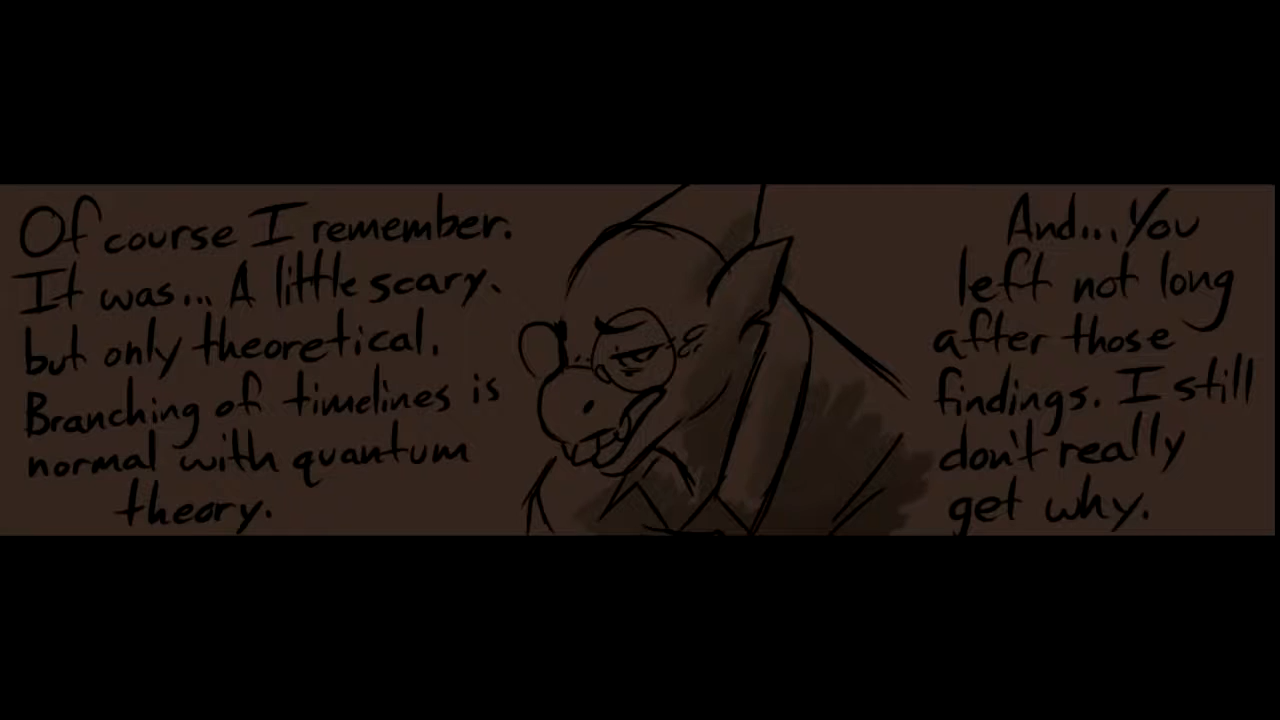 Of course I remember.
It was... A little scary.
but only theoretical.
Branching of timelines is
normal with quantum
theory.
And...You
left not long
after those
findings. I still
don't really
get why.